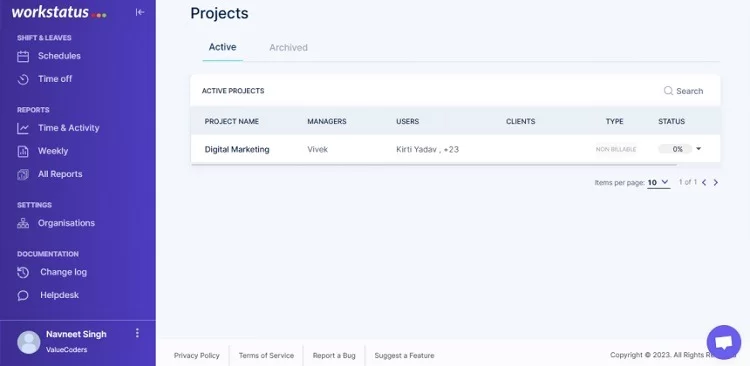 workstatus
SHIFT & LEAVES
Schedules
Time off
REPORTS
Time & Activity
Weekly
All Reports
SETTINGS
Organisations
DOCUMENTATION
Change log
Helpdesk
Navneet Singh
ValueCoders
Projects
Active Archived
ACTIVE PROJECTS Search
PROJECT NAME MANAGERS USERS CLIENTS TYPE STATUS
Digital Marketing Vivek Kirti Yadav , +23 NON BILLABLE 0%
Items per page: 10 1 of 1
Privacy Policy Terms of Service Report a Bug Suggest a Feature Copyright © 2023. All Rights